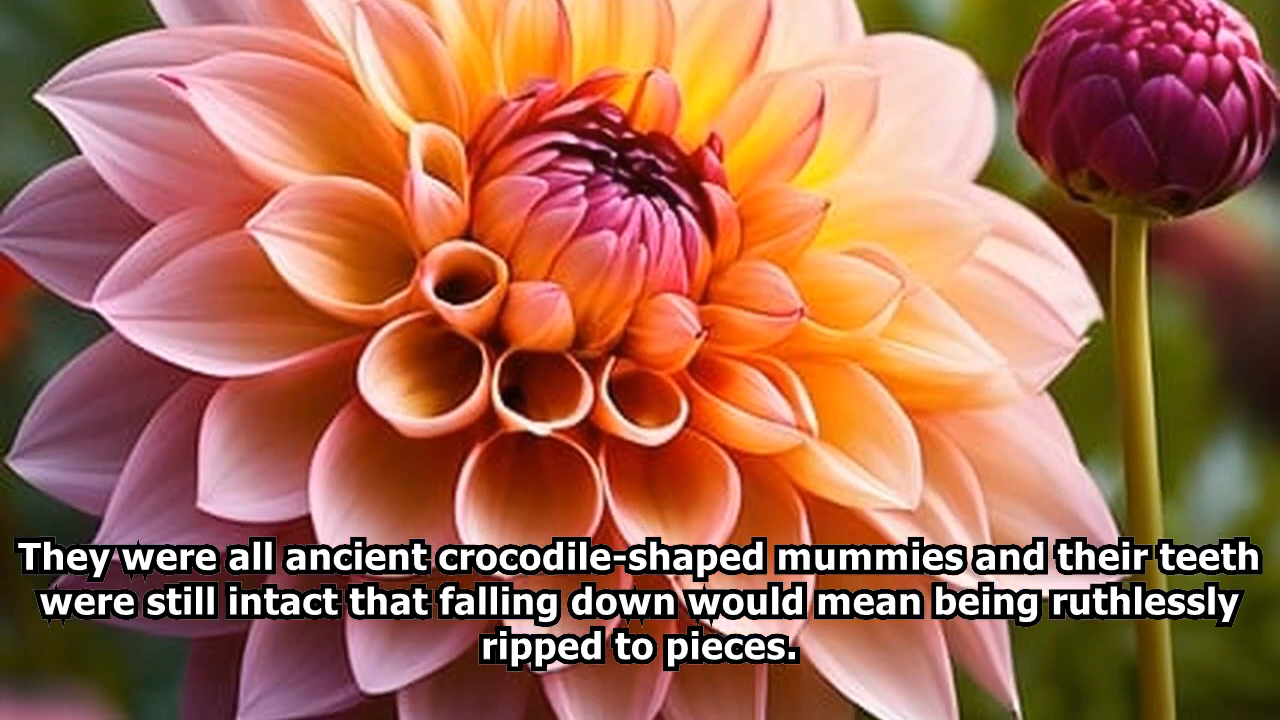 They were all ancient crocodile-shaped mummies and their teeth
were still intact that falling down would mean being ruthlessly
ripped to pieces.